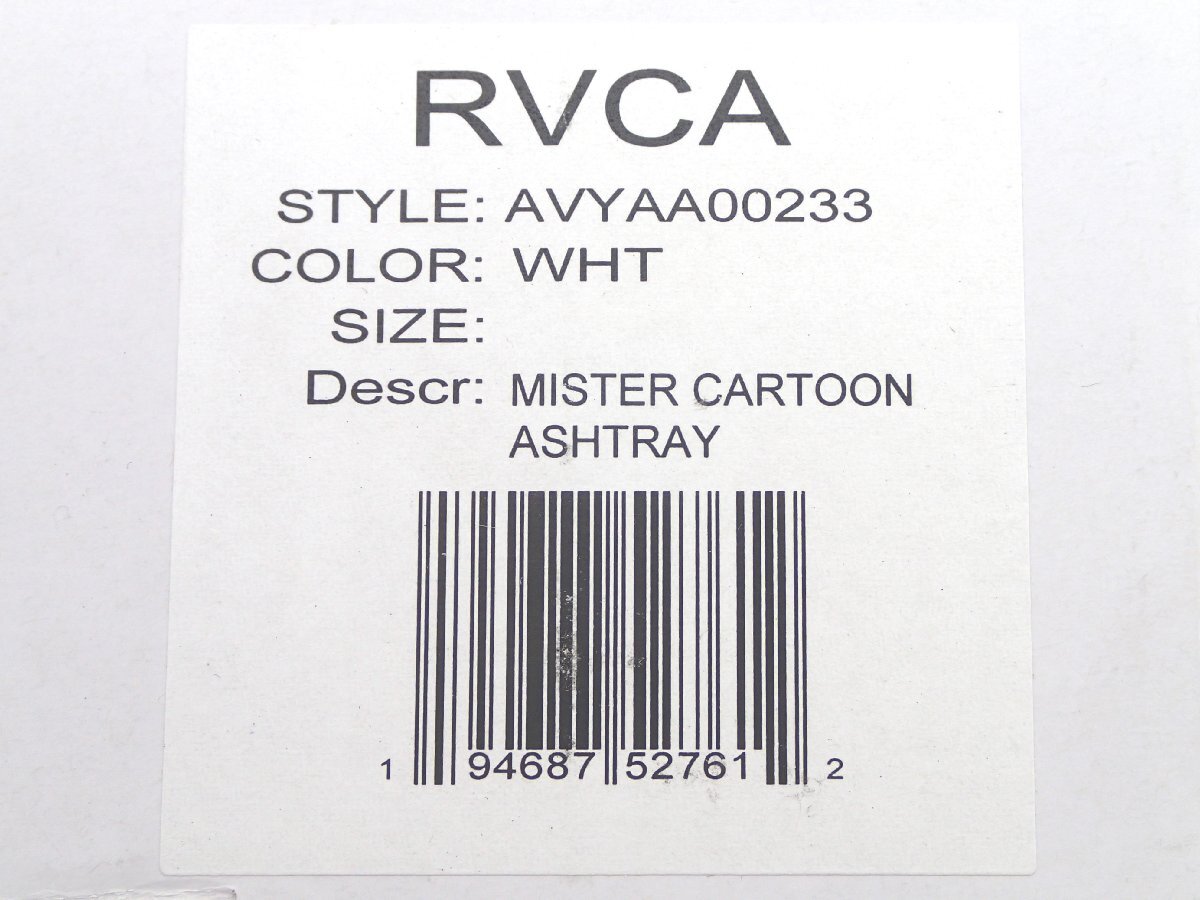 RVCA
STYLE: AVYAA00233
COLOR: WHT
SIZE:
Descr: MISTER CARTOON
ASHTRAY
1 94687 52761 2